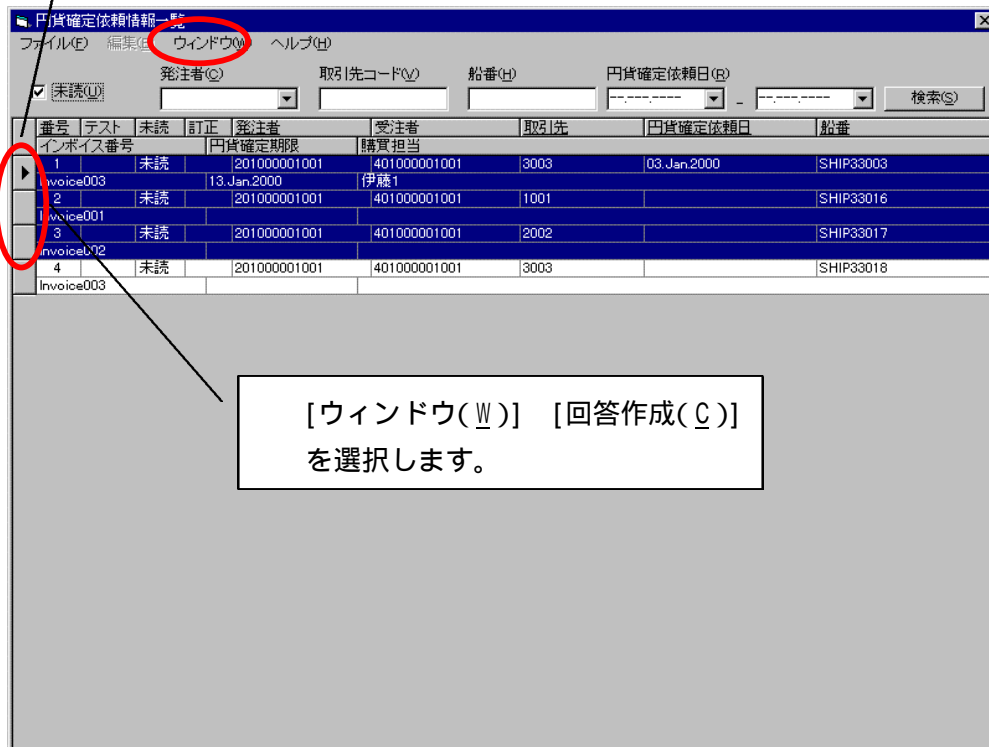 円貨確定依頼情報一覧
ファイル(F) 編集(E) ウィンドウ(W) ヘルプ(H)
発注者(C) 取引先コード(V) 船番(H) 円貨確定依頼日(R)
未読(U) --.---.---- - --.---.---- 検索(S)
番号 テスト 未読 訂正 発注者 受注者 取引先 円貨確定依頼日 船番
インボイス番号 円貨確定期限 購買担当
1 未読 201000001001 401000001001 3003 03.Jan.2000 SHIP33003
Invoice003 13.Jan.2000 伊藤1
2 未読 201000001001 401000001001 1001 SHIP33016
Invoice001
3 未読 201000001001 401000001001 2002 SHIP33017
Invoice002
4 未読 201000001001 401000001001 3003 SHIP33018
Invoice003
[ウィンドウ(W)] [回答作成(C)]
を選択します。